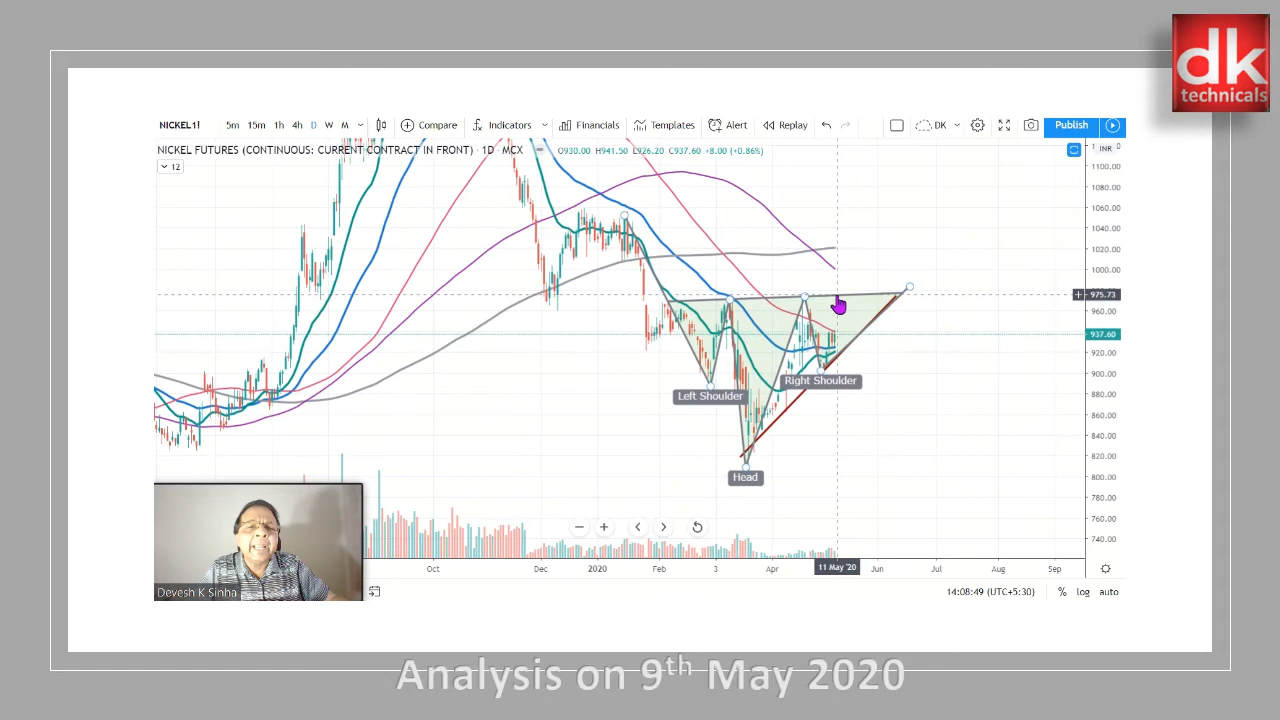 dk
technicals
NICKEL1! 5m 15m 1h 4h D W M Compare Indicators Financials Templates Alert Replay DK Publish
NICKEL FUTURES (CONTINUOUS: CURRENT CONTRACT IN FRONT) · 1D · MCX O930.00 H941.50 L926.20 C937.60 +8.00 (+0.86%)
INR
12
1100.00
1080.00
1060.00
1040.00
1020.00
1000.00
975.73
960.00
937.60
920.00
900.00
880.00
860.00
840.00
820.00
800.00
780.00
760.00
740.00
Right Shoulder
Left Shoulder
Head
Oct Dec 2020 Feb 3 Apr 11 May '20 Jun Jul Aug Sep
Devesh K Sinha
14:08:49 (UTC+5:30) % log auto
Analysis on 9th May 2020